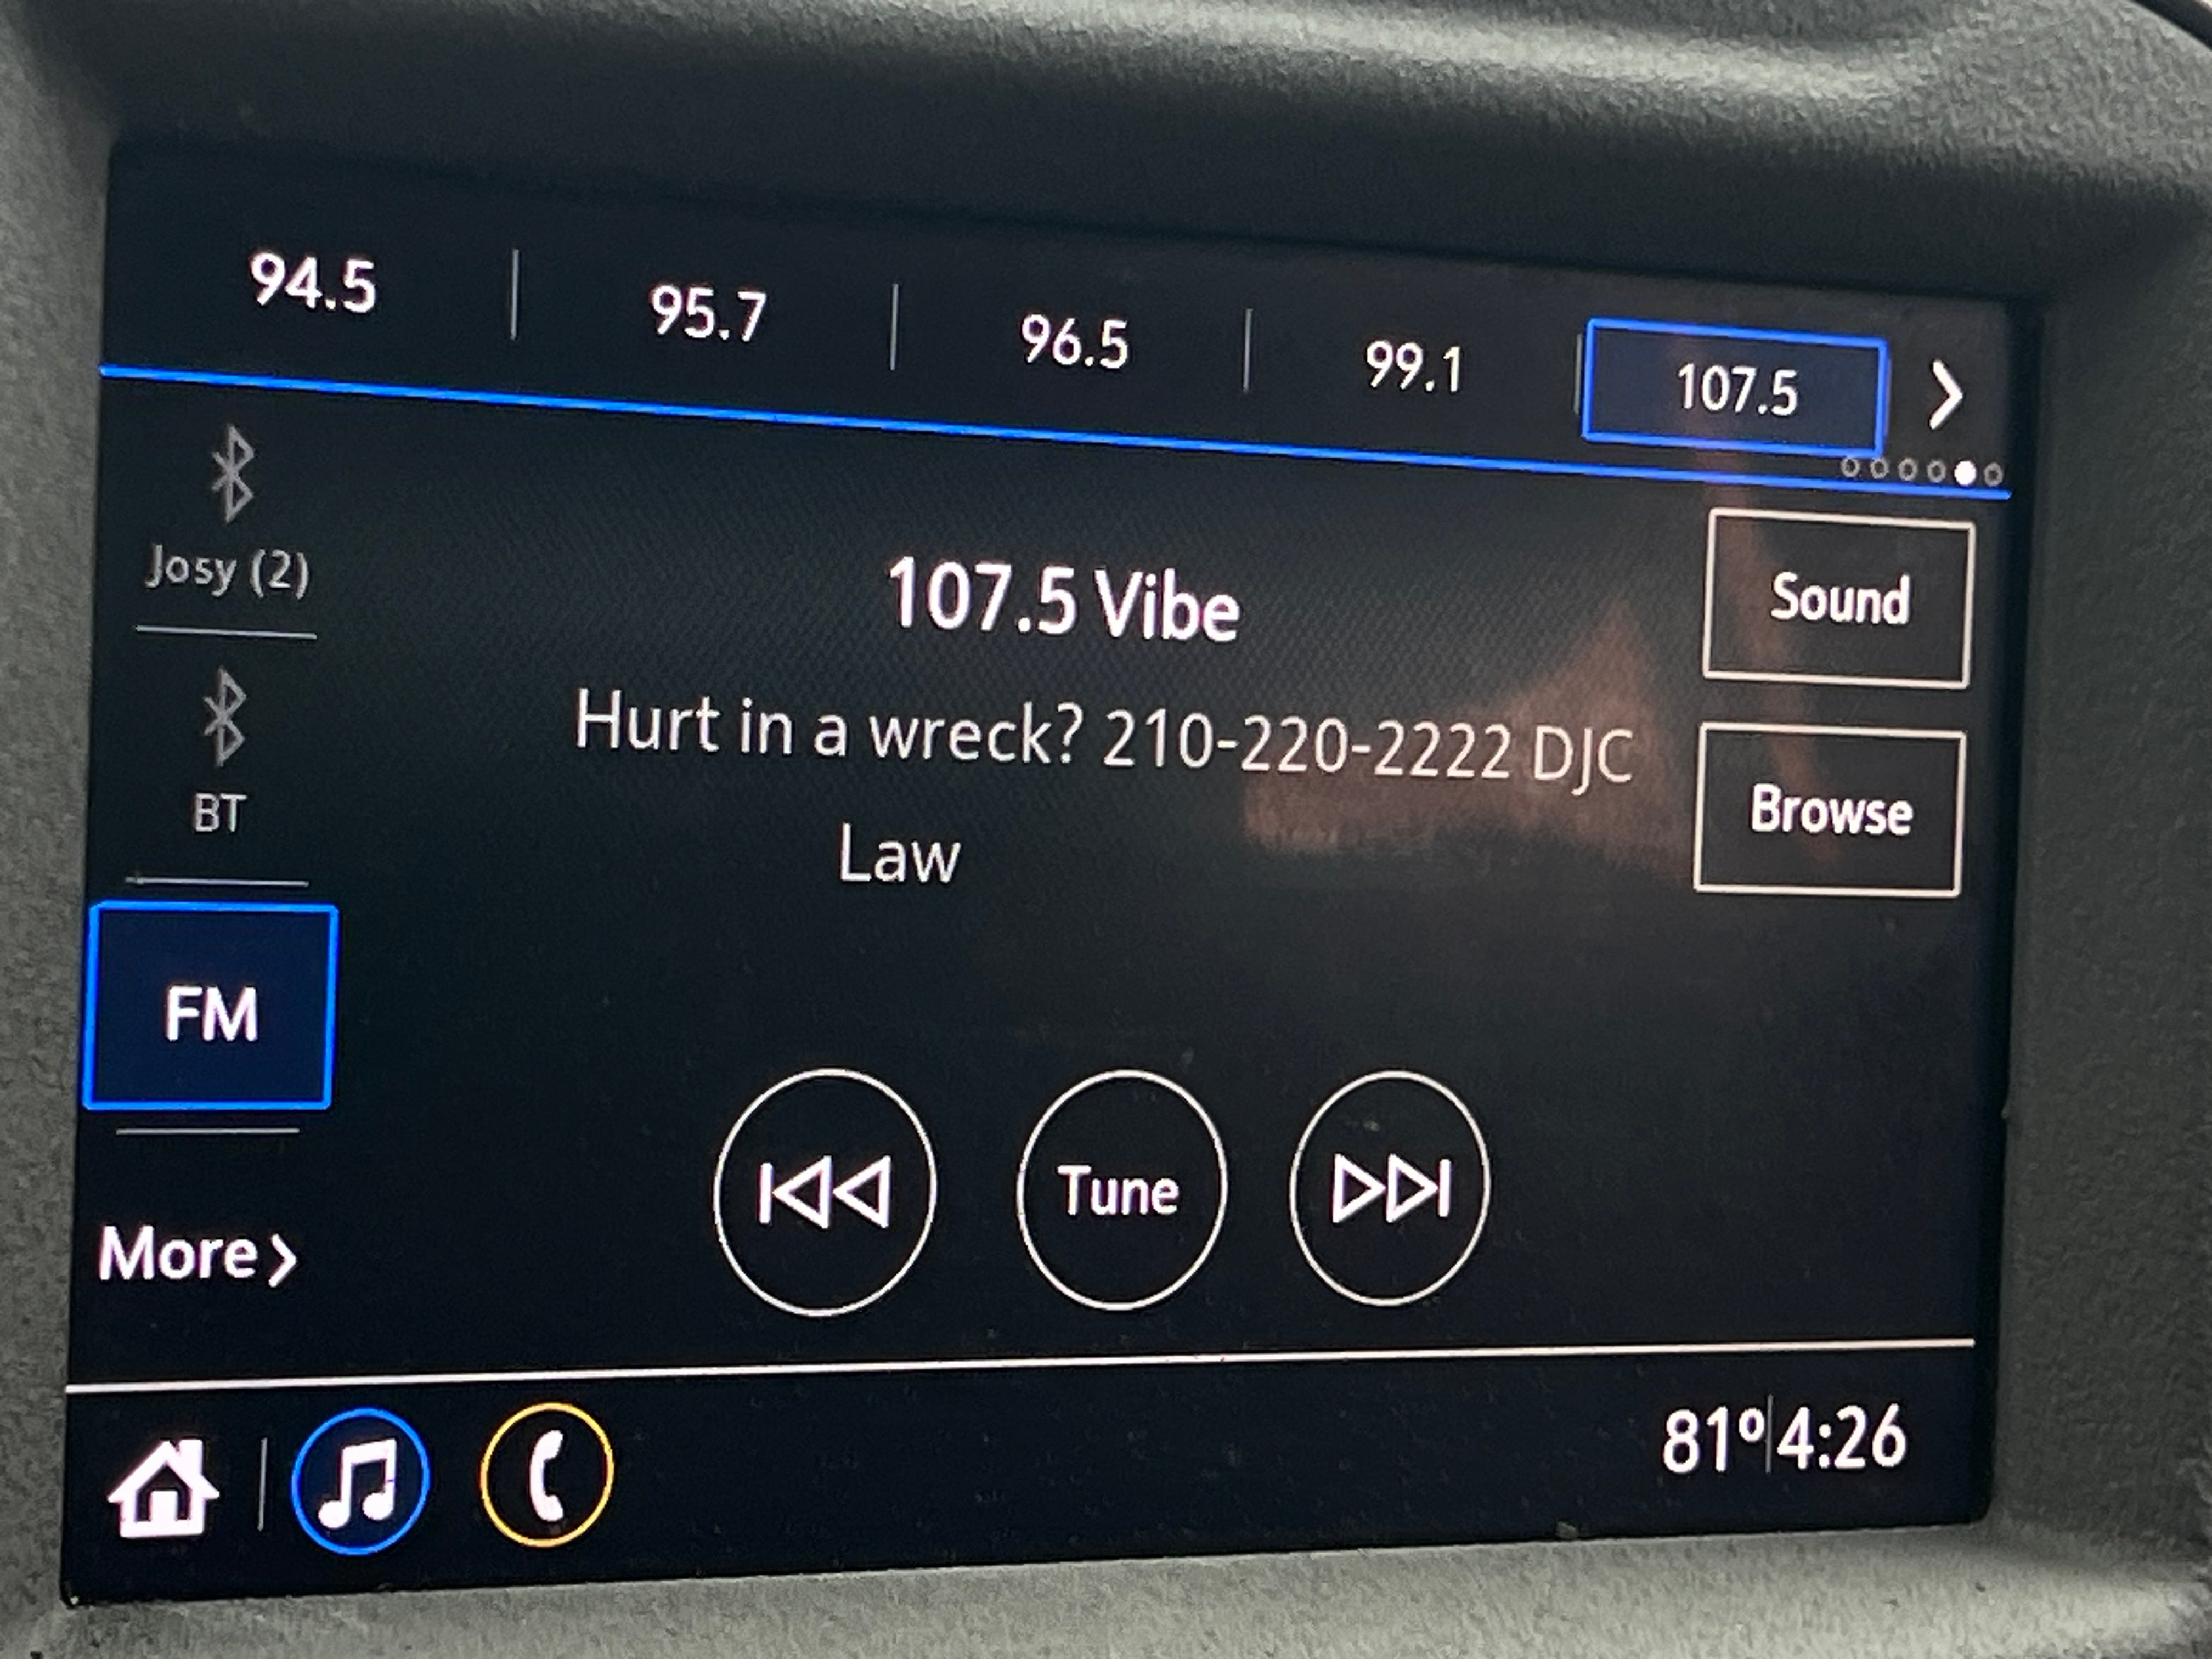 94.5 | 95.7 | 96.5 | 99.1 | 107.5
Josy (2)
BT
FM
More
107.5 Vibe
Hurt in a wreck? 210-220-2222 DJC
Law
Sound
Browse
Tune
81º|4:26